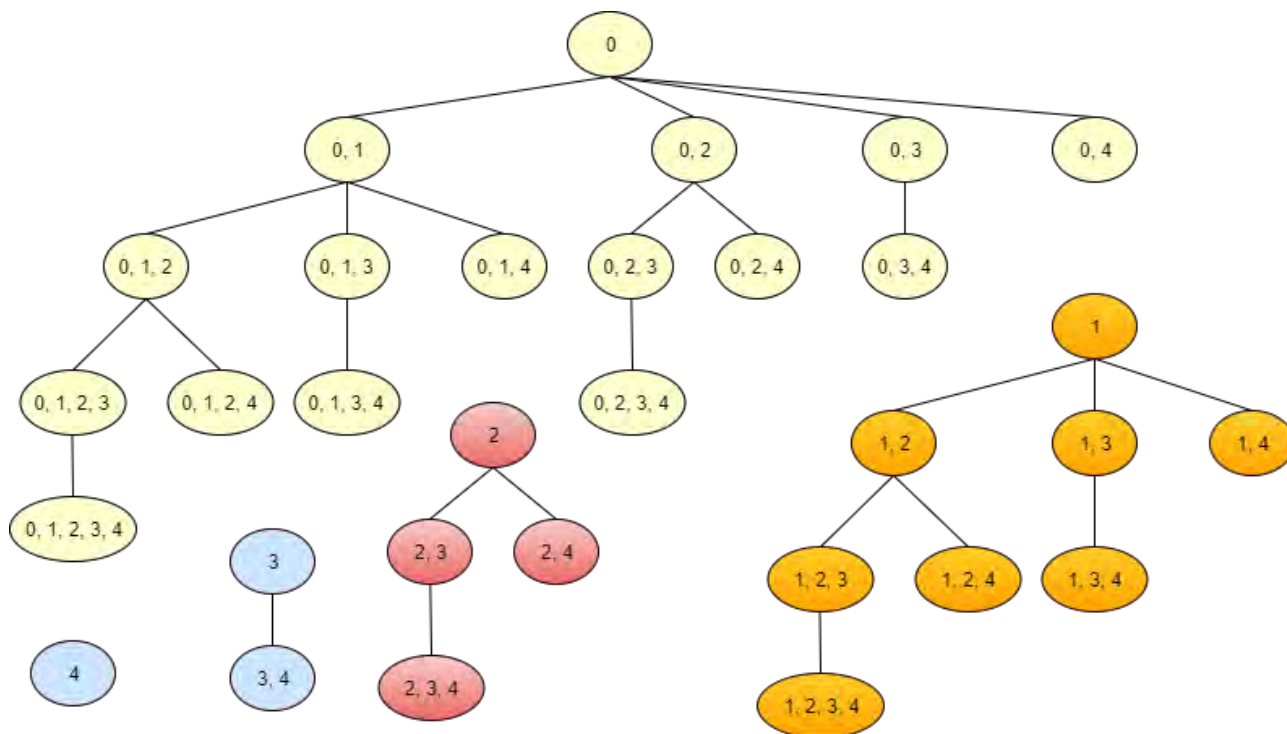 0
0, 1
0, 2
0, 3
0, 4
0, 1, 2
0, 1, 3
0, 1, 4
0, 2, 3
0, 2, 4
0, 3, 4
0, 1, 2, 3
0, 1, 2, 4
0, 1, 3, 4
0, 2, 3, 4
0, 1, 2, 3, 4
1
1, 2
1, 3
1, 4
1, 2, 3
1, 2, 4
1, 3, 4
1, 2, 3, 4
2
2, 3
2, 4
2, 3, 4
3
3, 4
4